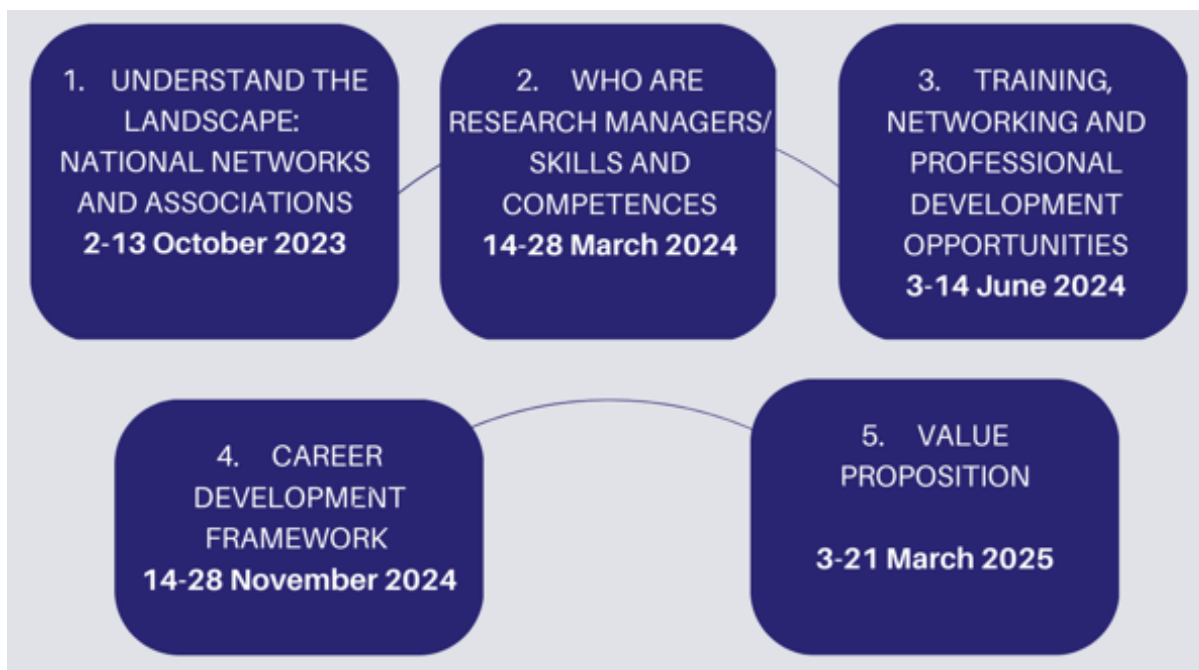 1. UNDERSTAND THE
LANDSCAPE:
NATIONAL NETWORKS
AND ASSOCIATIONS
2-13 October 2023
2. WHO ARE
RESEARCH MANAGERS/
SKILLS AND
COMPETENCES
14-28 March 2024
3. TRAINING,
NETWORKING AND
PROFESSIONAL
DEVELOPMENT
OPPORTUNITIES
3-14 June 2024
4. CAREER
DEVELOPMENT
FRAMEWORK
14-28 November 2024
5. VALUE
PROPOSITION
3-21 March 2025